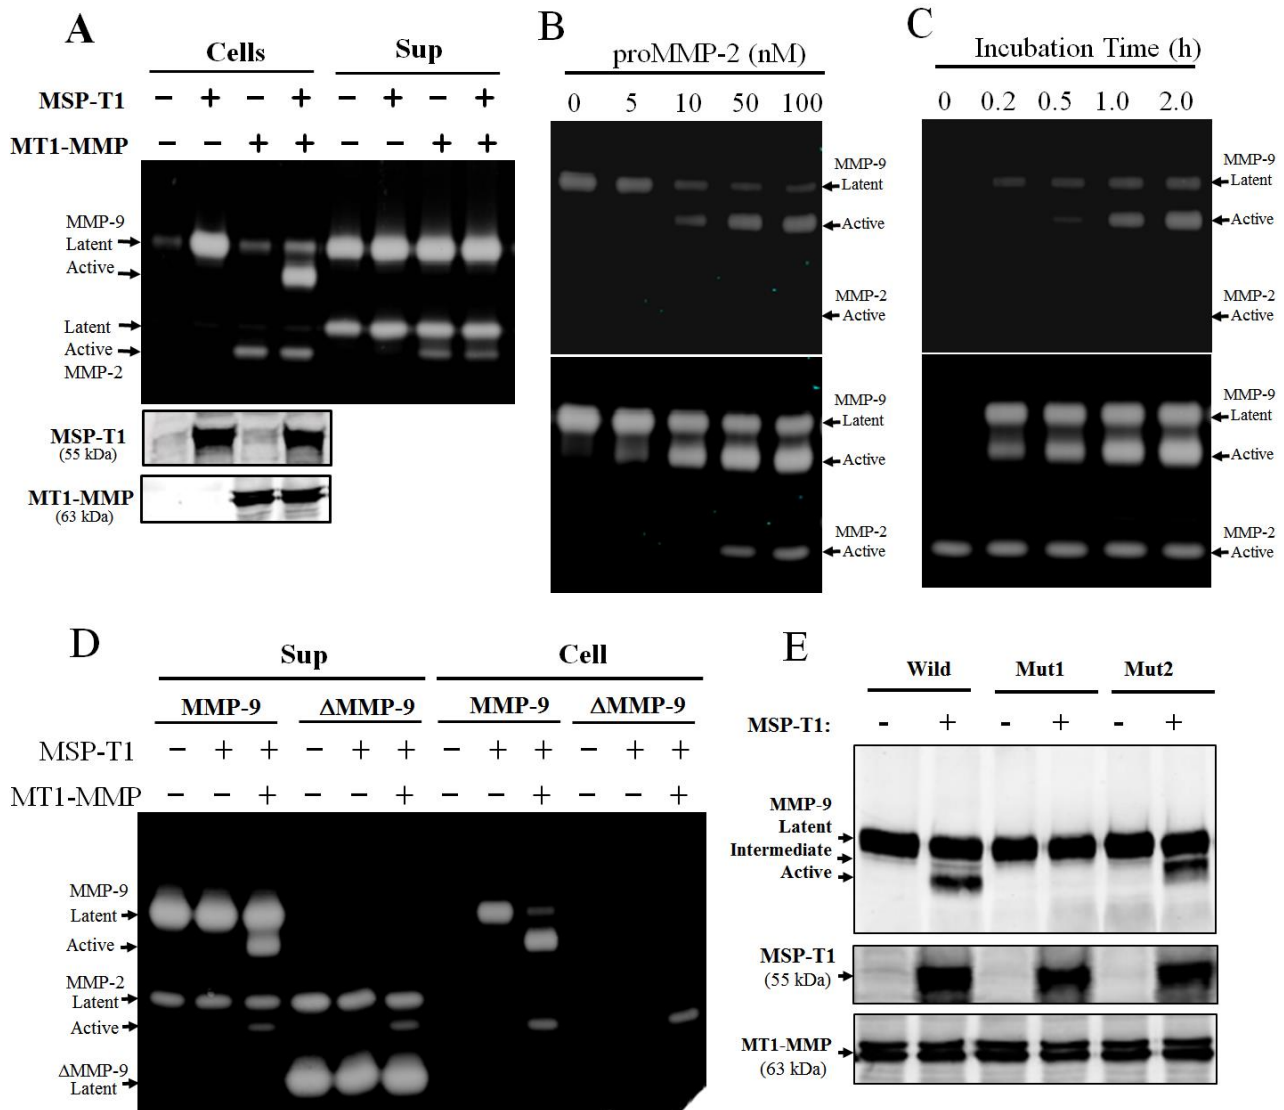 A
Cells Sup
MSP-T1 − + − + − + − +
MT1-MMP − − + + − − + +
MMP-9
Latent
Active
Latent
Active
MMP-2
MSP-T1
(55 kDa)
MT1-MMP
(63 kDa)
B
proMMP-2 (nM)
0 5 10 50 100
MMP-9
Latent
Active
MMP-2
Active
MMP-9
Latent
Active
MMP-2
Active
C
Incubation Time (h)
0 0.2 0.5 1.0 2.0
MMP-9
Latent
Active
MMP-2
Active
MMP-9
Latent
Active
MMP-2
Active
D
Sup Cell
MMP-9 ΔMMP-9 MMP-9 ΔMMP-9
MSP-T1 − + + − + + − + + − + +
MT1-MMP − − + − − + − − + − − +
MMP-9
Latent
Active
MMP-2
Latent
Active
ΔMMP-9
Latent
E
Wild Mut1 Mut2
MSP-T1: - + - + - +
MMP-9
Latent
Intermediate
Active
MSP-T1
(55 kDa)
MT1-MMP
(63 kDa)